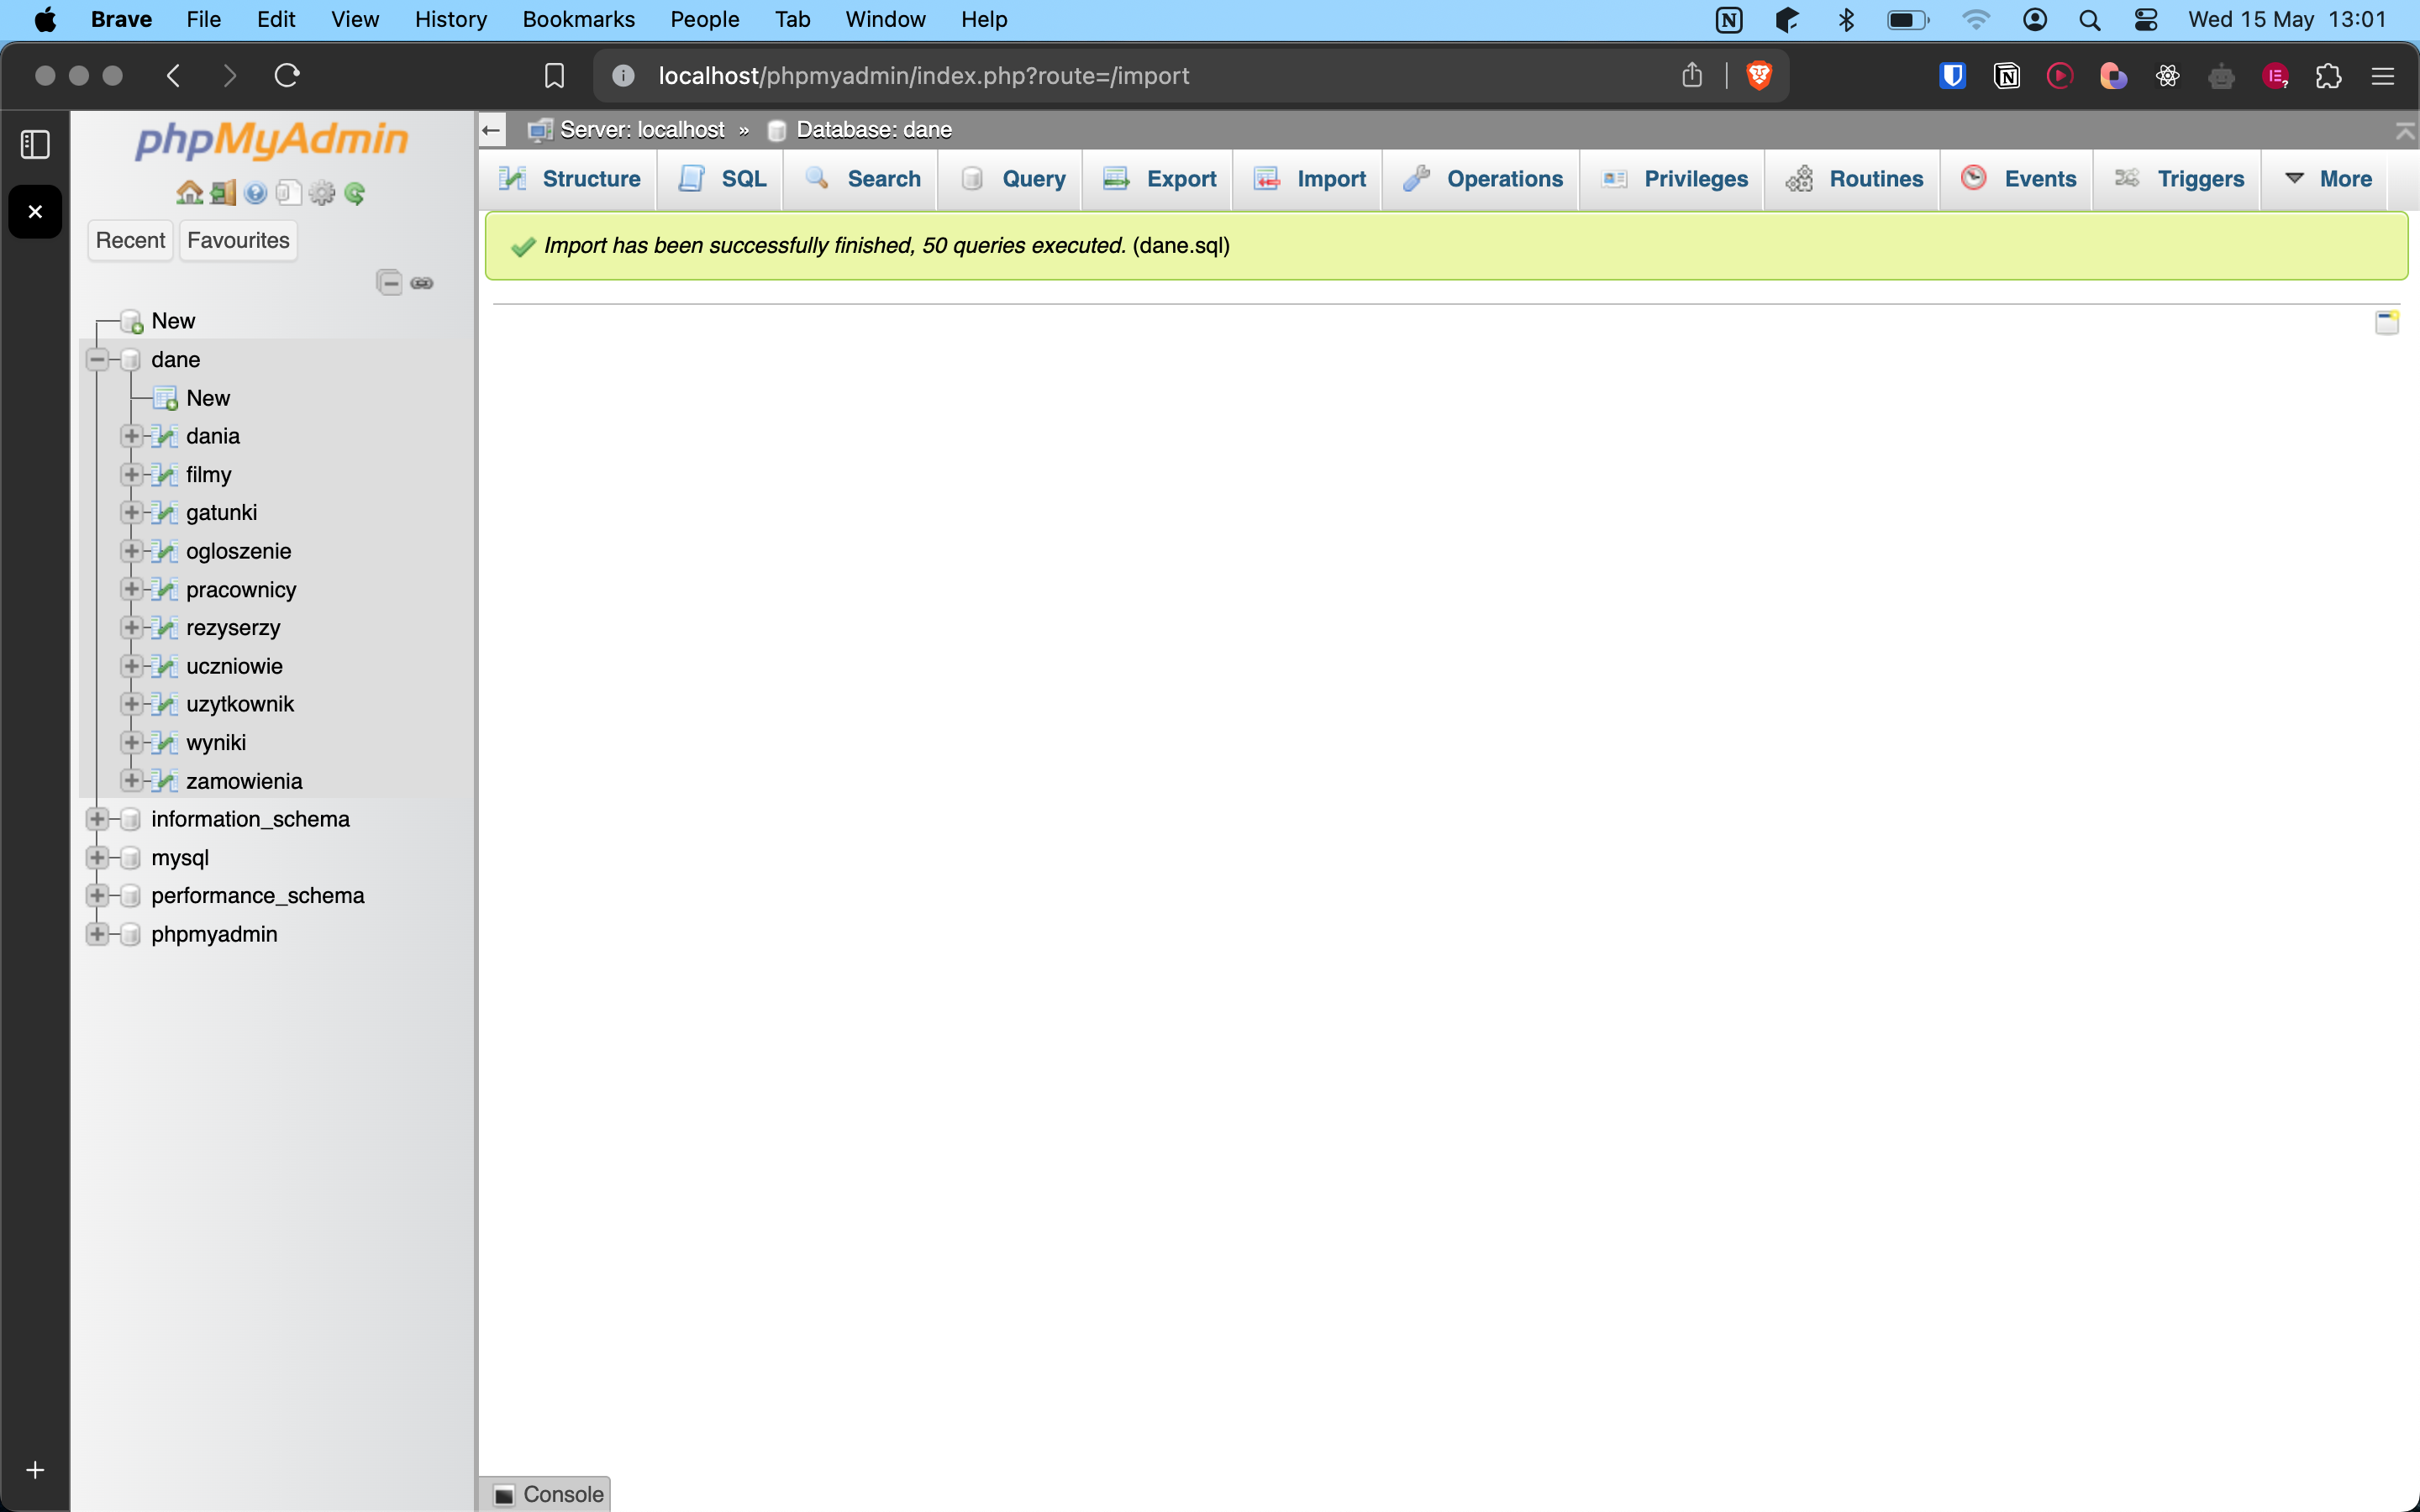 Brave File Edit View History Bookmarks People Tab Window Help Wed 15 May 13:01
localhost/phpmyadmin/index.php?route=/import
phpMyAdmin
Recent Favourites
New
dane
New
dania
filmy
gatunki
ogloszenie
pracownicy
rezyserzy
uczniowie
uzytkownik
wyniki
zamowienia
information_schema
mysql
performance_schema
phpmyadmin
Server: localhost » Database: dane
Structure SQL Search Query Export Import Operations Privileges Routines Events Triggers More
Import has been successfully finished, 50 queries executed. (dane.sql)
Console